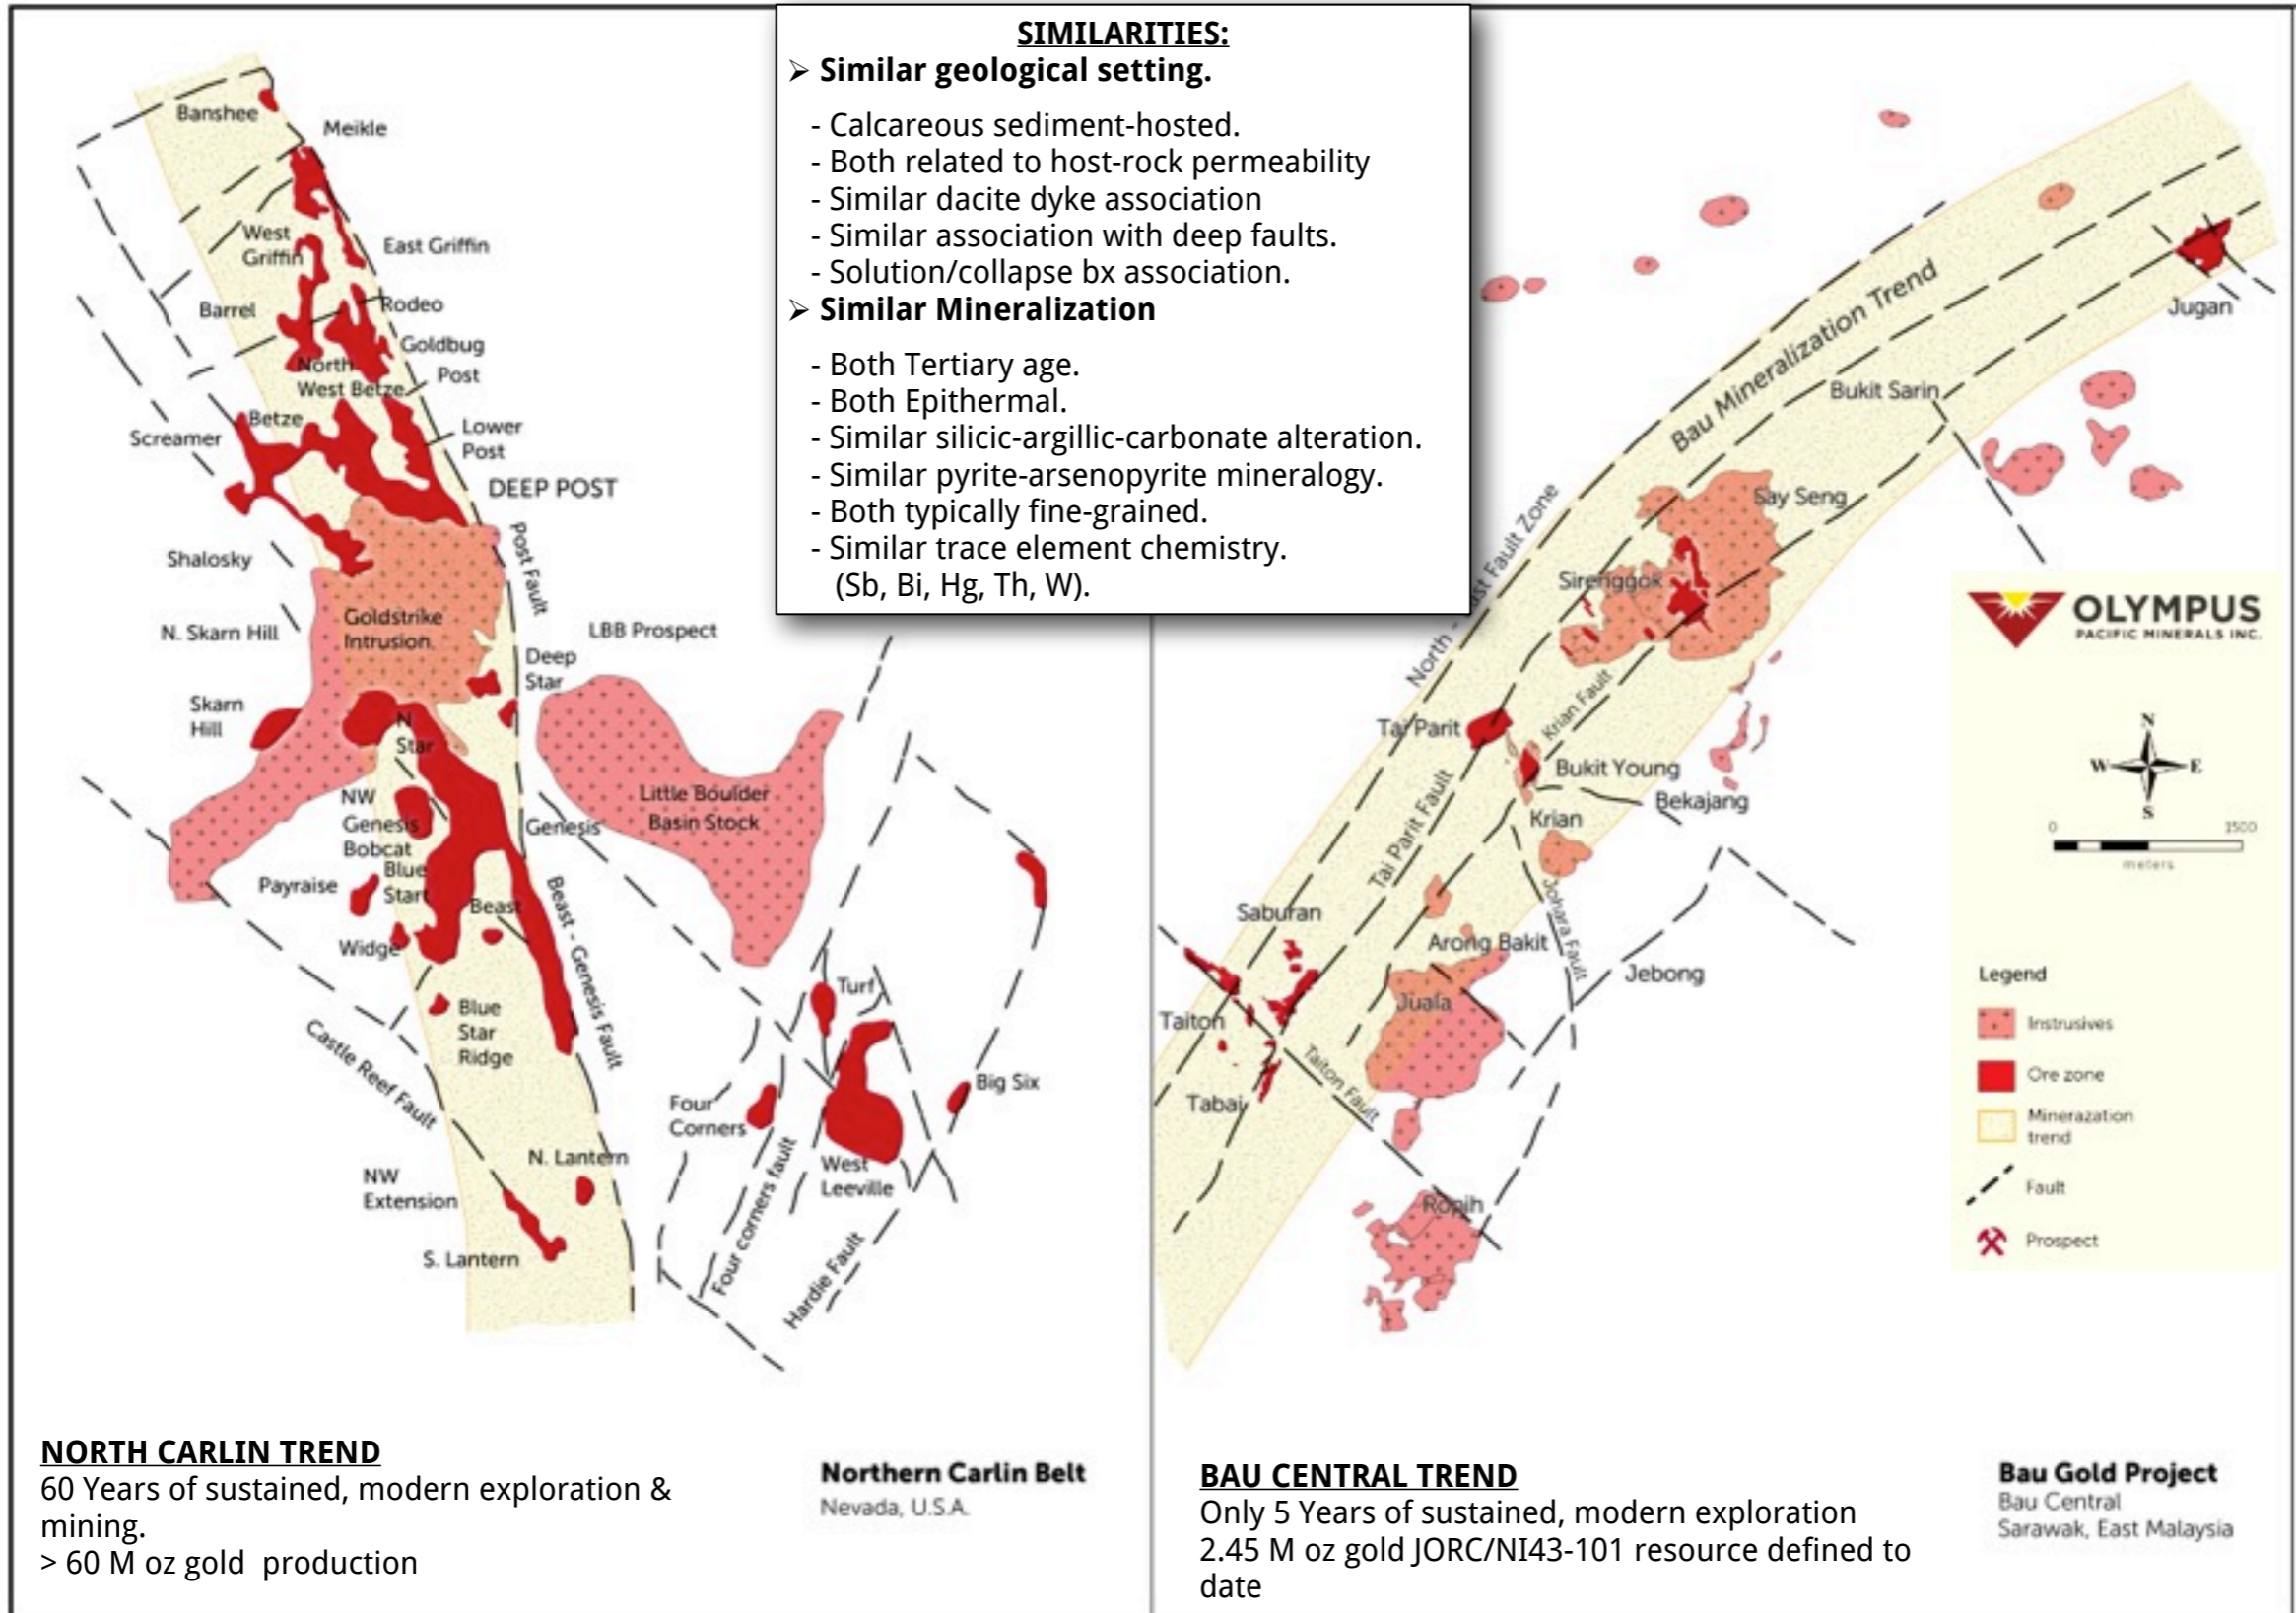 SIMILARITIES:
➢ Similar geological setting.
- Calcareous sediment-hosted.
- Both related to host-rock permeability
- Similar dacite dyke association
- Similar association with deep faults.
- Solution/collapse bx association.
➢ Similar Mineralization
- Both Tertiary age.
- Both Epithermal.
- Similar silicic-argillic-carbonate alteration.
- Similar pyrite-arsenopyrite mineralogy.
- Both typically fine-grained.
- Similar trace element chemistry.
(Sb, Bi, Hg, Th, W).
Banshee
Meikle
West
Griffin
East Griffin
Barrel
Rodeo
Goldbug
North
West Betze
Post
Betze
Screamer
Lower
Post
DEEP POST
Post Fault
Shalosky
Goldstrike
Intrusion
N. Skarn Hill
LBB Prospect
Deep
Star
Skarn
Hill
N
Star
Little Boulder
Basin Stock
NW
Genesis
Bobcat
Genesis
Blue
Start
Payraise
Beast
Beast - Genesis Fault
Widge
Blue
Star
Ridge
Castle Reef Fault
Turf
Four
Corners
Big Six
N. Lantern
NW
Extension
West
Leeville
Four corners fault
Hardie Fault
S. Lantern
NORTH CARLIN TREND
60 Years of sustained, modern exploration &
mining.
> 60 M oz gold production
Northern Carlin Belt
Nevada, U.S.A.
Bau Mineralization Trend
Jugan
Bukit Sarin
Say Seng
North - East Fault Zone
Sirenggok
Tai Parit
Krian Fault
Bukit Young
Bekajang
Krian
Tai Parit Fault
Johara Fault
Saburan
Arong Bakit
Jebong
Juala
Taiton
Taiton Fault
Tabai
Ropih
OLYMPUS
PACIFIC MINERALS INC.
N
W E
S
0 1500
meters
Legend
Instrusives
Ore zone
Minerazation
trend
Fault
Prospect
BAU CENTRAL TREND
Only 5 Years of sustained, modern exploration
2.45 M oz gold JORC/NI43-101 resource defined to
date
Bau Gold Project
Bau Central
Sarawak, East Malaysia